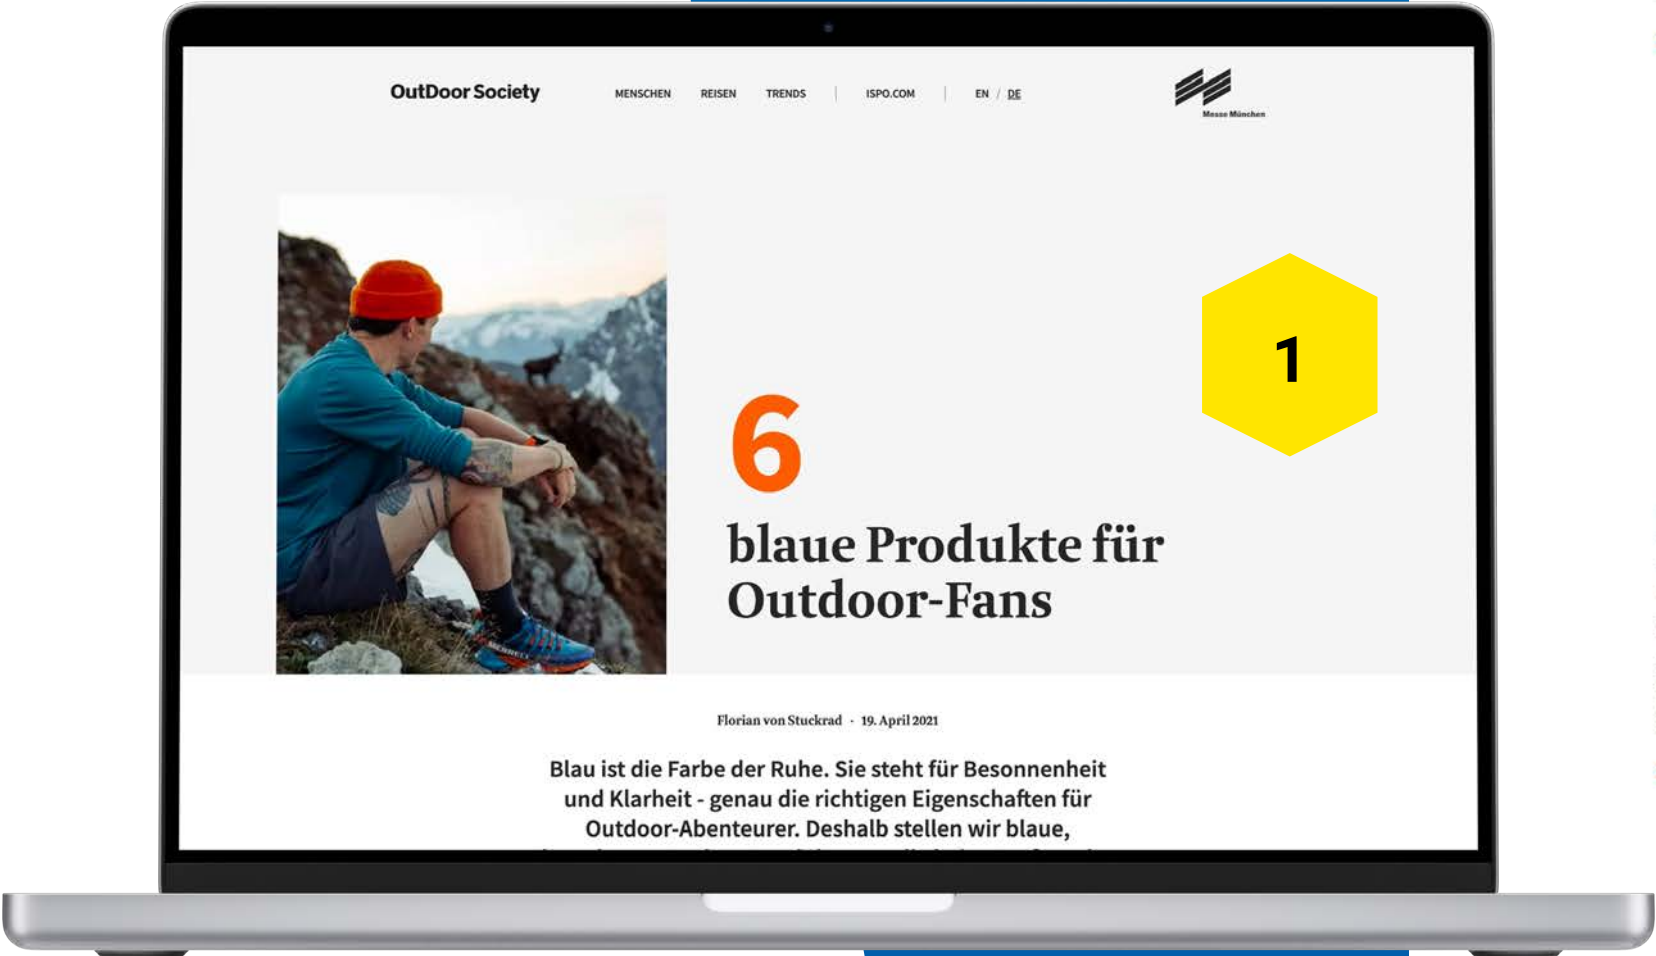 OutDoor Society
MENSCHEN REISEN TRENDS ISPO.COM EN / DE
Messe München
1
6
blaue Produkte für
Outdoor-Fans
MERRELL
Florian von Stuckrad · 19. April 2021
Blau ist die Farbe der Ruhe. Sie steht für Besonnenheit
und Klarheit - genau die richtigen Eigenschaften für
Outdoor-Abenteurer. Deshalb stellen wir blaue,